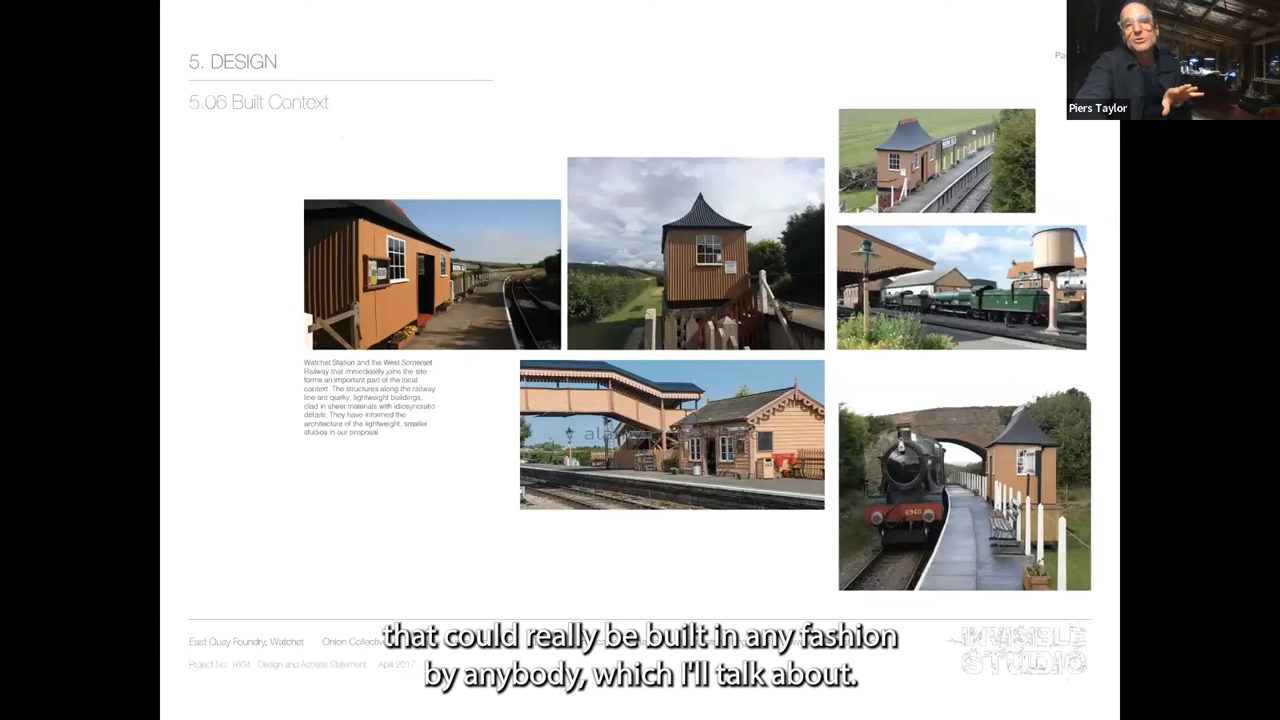 5. DESIGN
5.06 Built Context
Pa
Piers Taylor
Watchet Station and the West Somerset
Railway that immediately joins the site
forms an important part of the local
context. The structures along the railway
line are quirky, lightweight buildings,
clad in sheet materials with idiosyncratic
details. They have informed the
architecture of the lightweight, smaller
studios in our proposal
6960
that could really be built in any fashion
by anybody, which I'll talk about.
East Quay Foundry, Watchet Onion Collective
Project No: 1604 Design and Access Statement April 2017
INVISIBLE
STUDIO